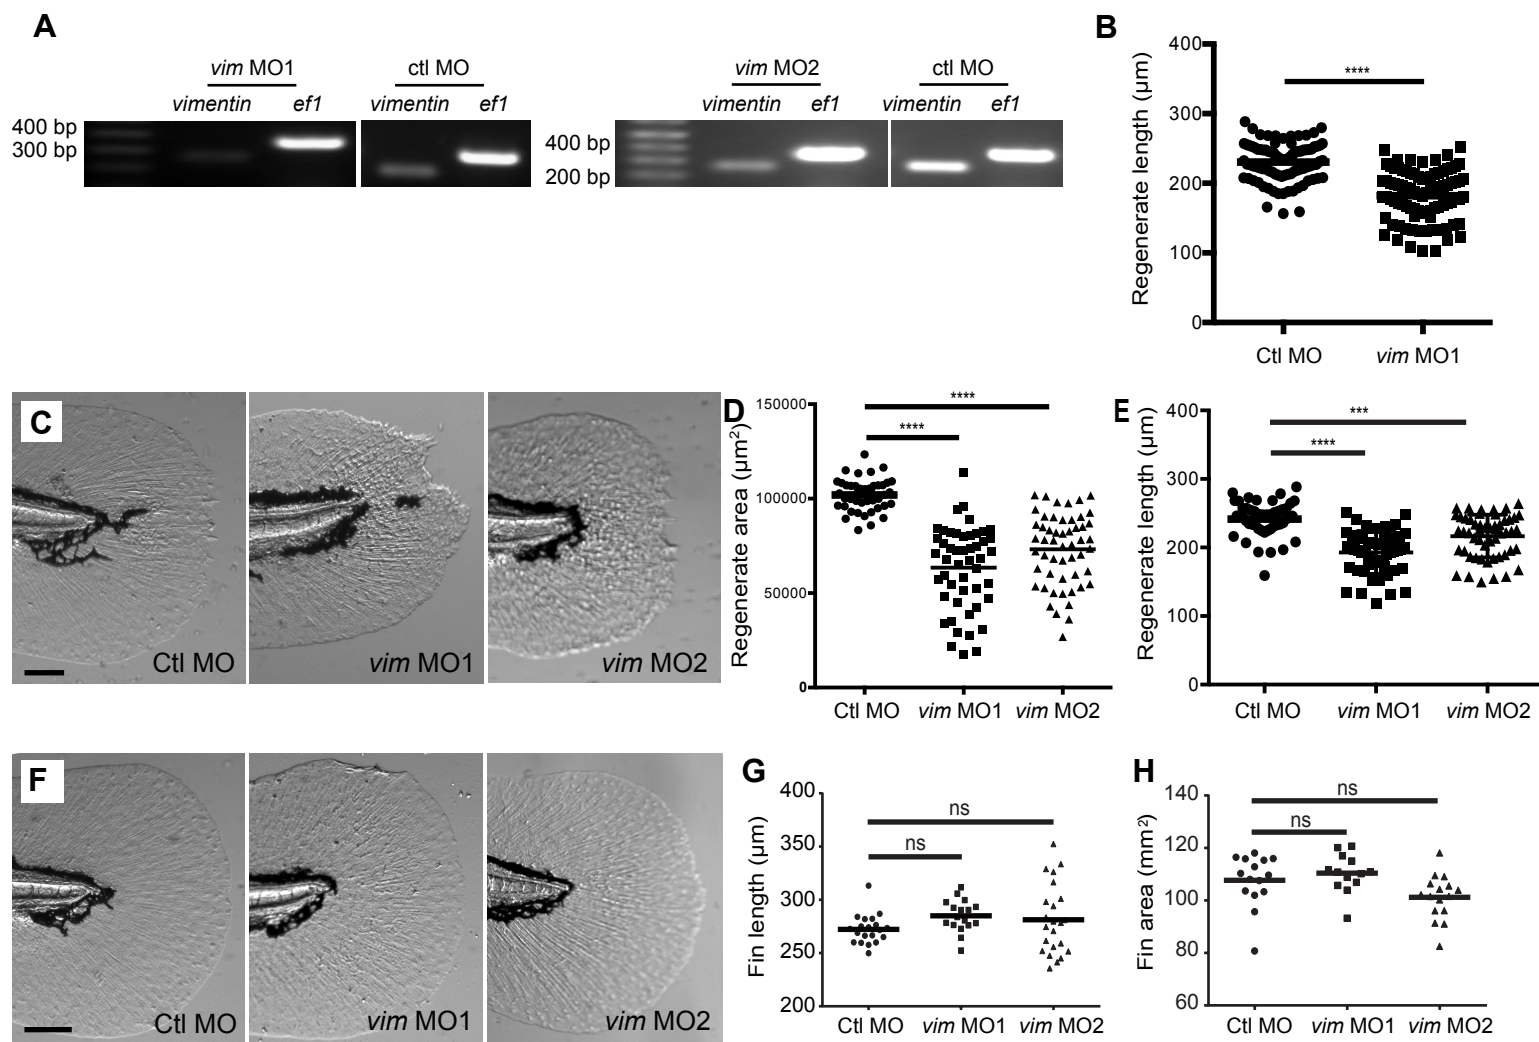 A
vim MO1
ctl MO
vimentin
ef1
vimentin
ef1
400 bp
300 bp
vim MO2
ctl MO
vimentin
ef1
vimentin
ef1
400 bp
200 bp
B
Regenerate length (µm)
400
300
200
100
0
****
Ctl MO
vim MO1
C
Ctl MO
vim MO1
vim MO2
D
Regenerate area (µm²)
150000
100000
50000
0
****
****
Ctl MO
vim MO1
vim MO2
E
Regenerate length (µm)
400
300
200
100
0
***
****
Ctl MO
vim MO1
vim MO2
F
Ctl MO
vim MO1
vim MO2
G
Fin length (µm)
400
350
300
250
200
ns
ns
Ctl MO
vim MO1
vim MO2
H
Fin area (mm²)
140
120
100
80
60
ns
ns
Ctl MO
vim MO1
vim MO2